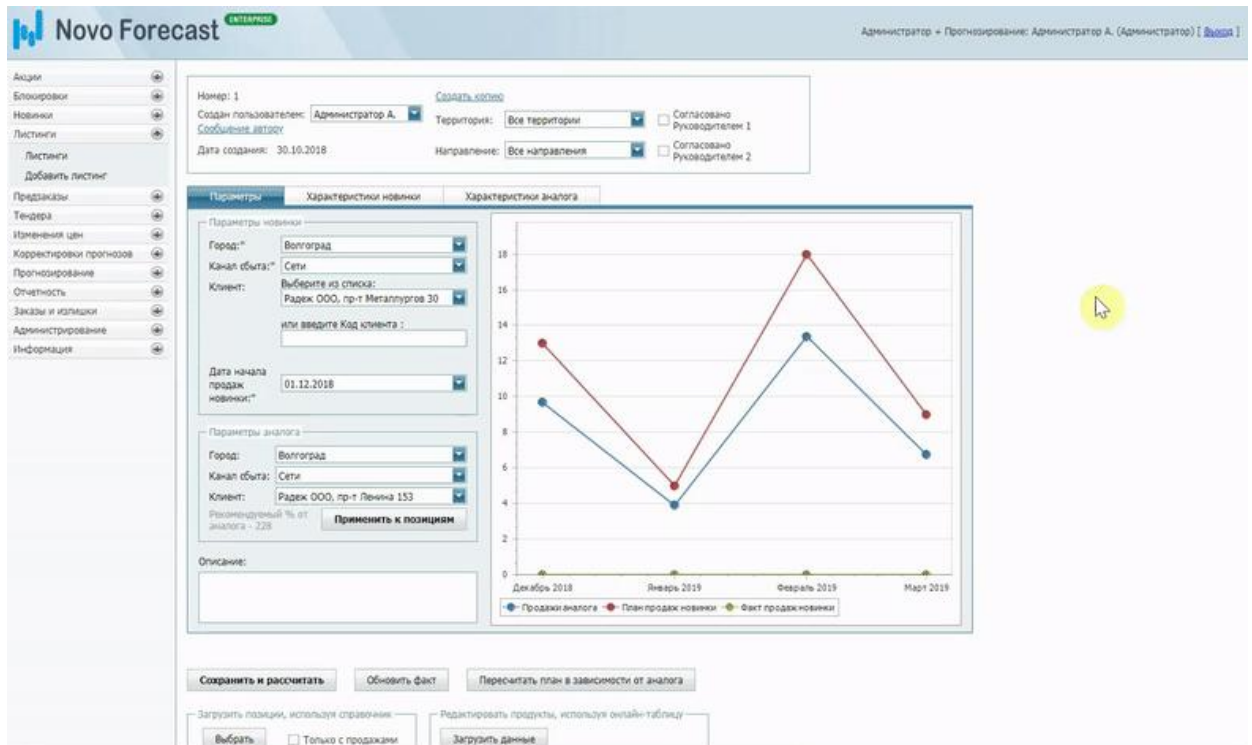 Novo Forecast ENTERPRISE
Администратор + Прогнозирование: Администратор А. (Администратор) [ Выход ]
Акции
Блокировки
Новинки
Листинги
Листинги
Добавить листинг
Предзаказы
Тендера
Изменения цен
Корректировки прогнозов
Прогнозирование
Отчетность
Заказы и излишки
Администрирование
Информация
Номер: 1
Создать копию
Создан пользователем: Администратор А.
Сообщение автору
Территория: Все территории
Согласовано
Руководителем 1
Дата создания: 30.10.2018
Направление: Все направления
Согласовано
Руководителем 2
Параметры
Характеристики новинки
Характеристики аналога
Параметры новинки
Город:* Волгоград
Канал сбыта:* Сети
Клиент: Выберите из списка:
Радеж ООО, пр-т Металлургов 30
или введите Код клиента :
Дата начала
продаж
новинки:*
01.12.2018
Параметры аналога
Город: Волгоград
Канал сбыта: Сети
Клиент: Радеж ООО, пр-т Ленина 153
Рекомендуемый % от
аналога - 228
Применить к позициям
Описание:
18
16
14
12
10
8
6
4
2
0
Декабрь 2018 Январь 2019 Февраль 2019 Март 2019
Продажи аналога План продаж новинки Факт продаж новинки
Сохранить и рассчитать
Обновить факт
Пересчитать план в зависимости от аналога
Загрузить позиции, используя справочник
Редактировать продукты, используя онлайн-таблицу
Выбрать
Только с продажами
Загрузить данные